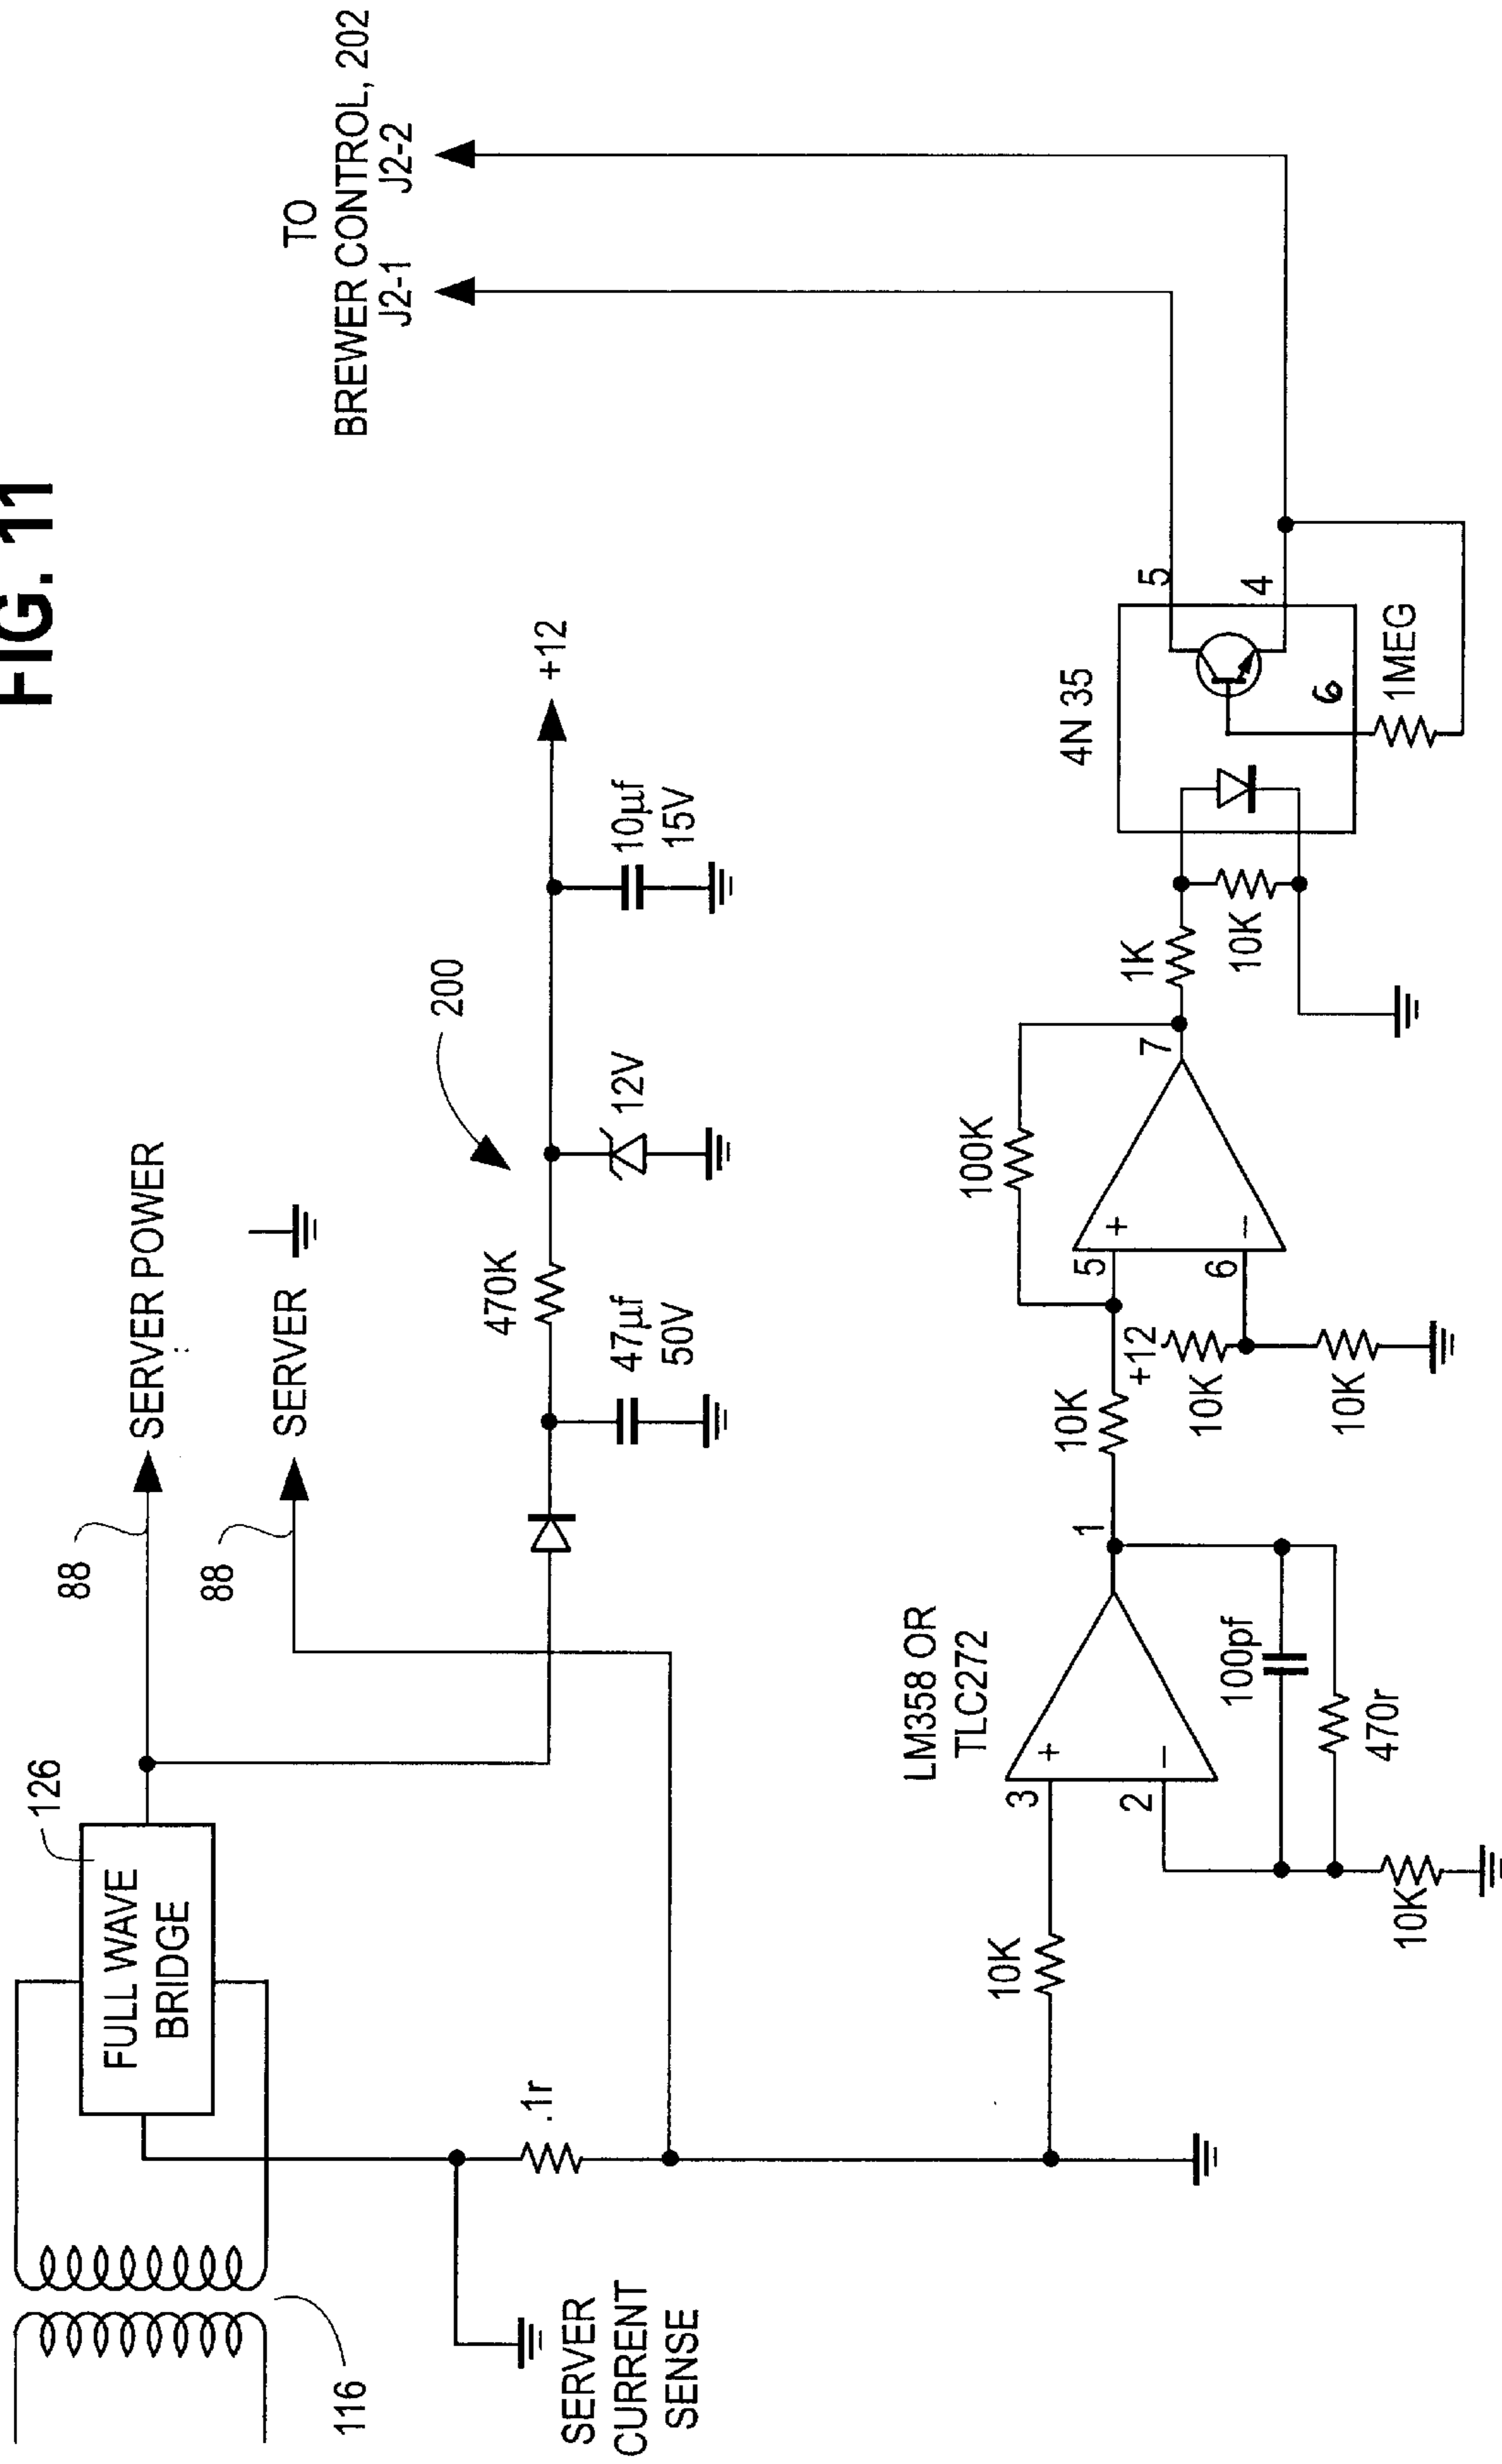 FIG. 11
TO
BREWER CONTROL, 202
J2-1 J2-2
126
FULL WAVE
BRIDGE
116
88
SERVER POWER
88
SERVER
200
470K
47µf
50V
12V
10µf
15V
+12
SERVER
CURRENT
SENSE
.1r
10K
LM358 OR
TLC272
3
+
2
−
1
100pf
470r
10K
10K
+12
10K
10K
100K
5
+
6
−
7
1K
10K
4N 35
5
4
6
1MEG